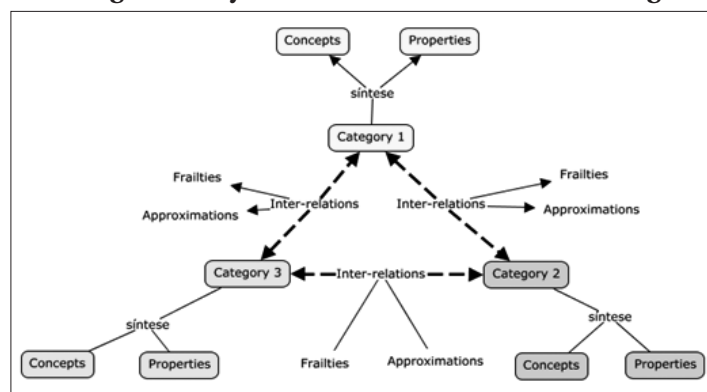 Concepts
Properties
síntese
Category 1
Frailties
Inter-relations
Approximations
Inter-relations
Frailties
Approximations
Category 3
Inter-relations
Category 2
síntese
Concepts
Properties
Frailties
Approximations
síntese
Concepts
Properties